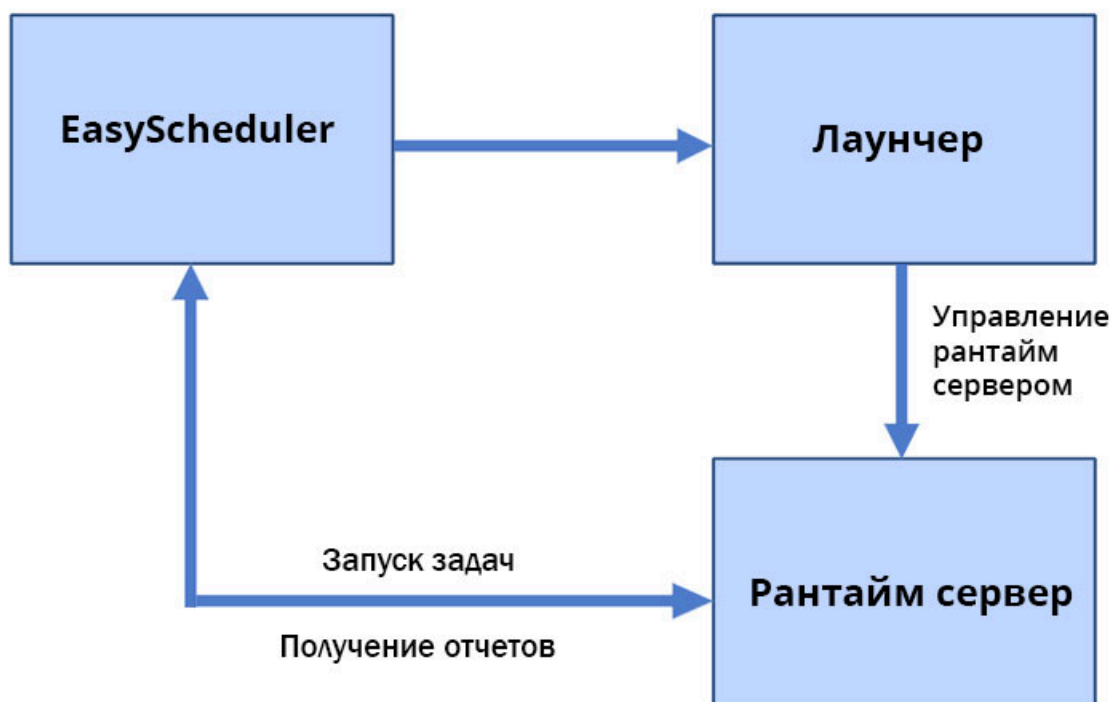 EasyScheduler
Лаунчер
Управление
рантайм
сервером
Запуск задач
Получение отчетов
Рантайм сервер